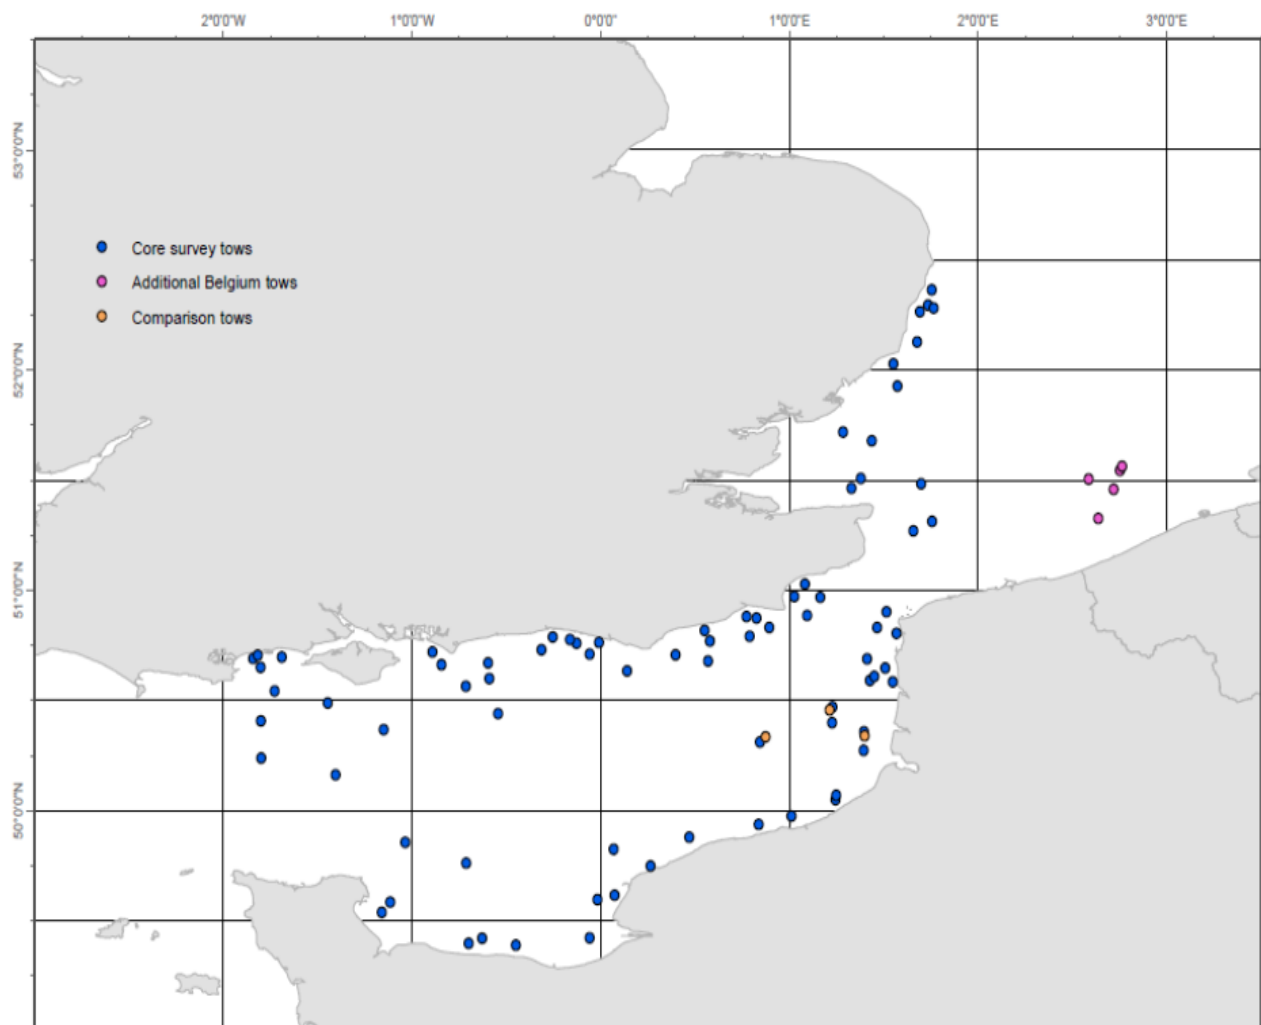 2°0'0"W 1°0'0"W 0°0'0" 1°0'0"E 2°0'0"E 3°0'0"E
53°0'0"N
Core survey tows
Additional Belgium tows
Comparison tows
52°0'0"N
51°0'0"N
50°0'0"N